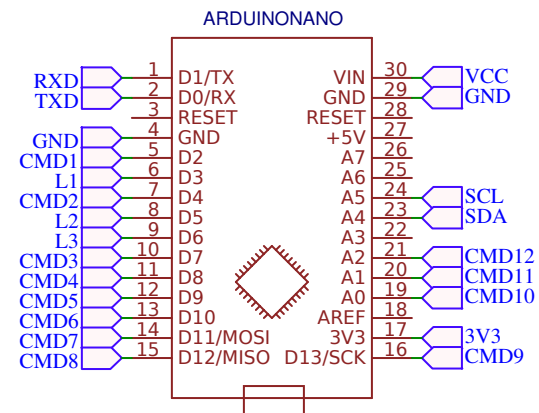 ARDUINONANO
RXD 1 D1/TX VIN 30 VCC
TXD 2 D0/RX GND 29 GND
3 RESET RESET 28
GND 4 GND +5V 27
CMD1 5 D2 A7 26
L1 6 D3 A6 25
CMD2 7 D4 A5 24 SCL
L2 8 D5 A4 23 SDA
L3 9 D6 A3 22
CMD3 10 D7 A2 21 CMD12
CMD4 11 D8 A1 20 CMD11
CMD5 12 D9 A0 19 CMD10
CMD6 13 D10 AREF 18
CMD7 14 D11/MOSI 3V3 17 3V3
CMD8 15 D12/MISO D13/SCK 16 CMD9